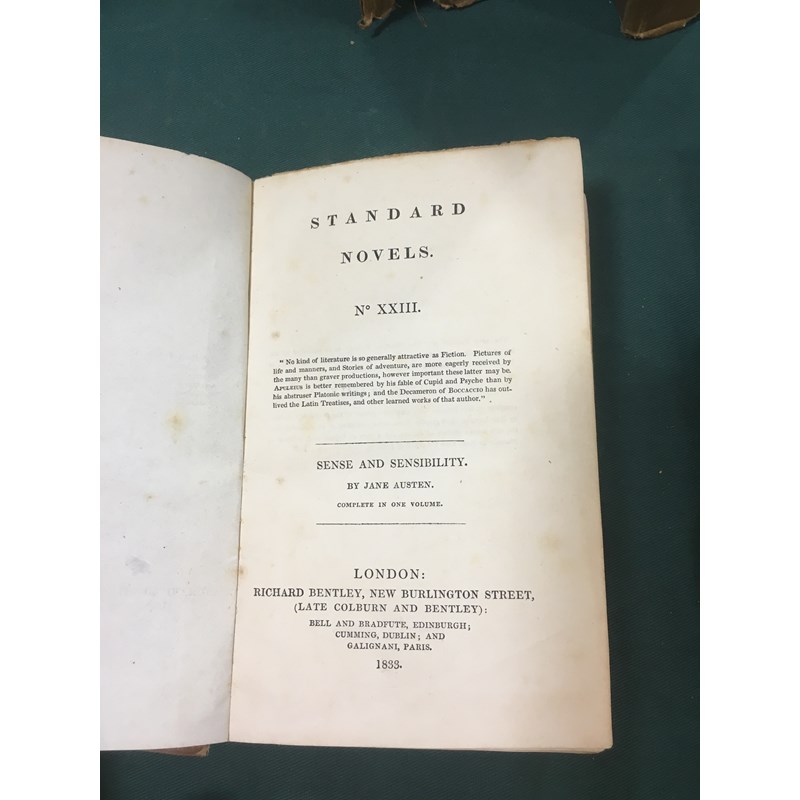 STANDARD
NOVELS.
Nº XXIII.
" No kind of literature is so generally attractive as Fiction. Pictures of
life and manners, and Stories of adventure, are more eagerly received by
the many than graver productions, however important these latter may be.
APULEIUS is better remembered by his fable of Cupid and Psyche than by
his abstruser Platonic writings; and the Decameron of BOCCACCIO has out-
lived the Latin Treatises, and other learned works of that author."
SENSE AND SENSIBILITY.
BY JANE AUSTEN.
COMPLETE IN ONE VOLUME.
LONDON:
RICHARD BENTLEY, NEW BURLINGTON STREET,
(LATE COLBURN AND BENTLEY):
BELL AND BRADFUTE, EDINBURGH;
CUMMING, DUBLIN; AND
GALIGNANI, PARIS.
1833.